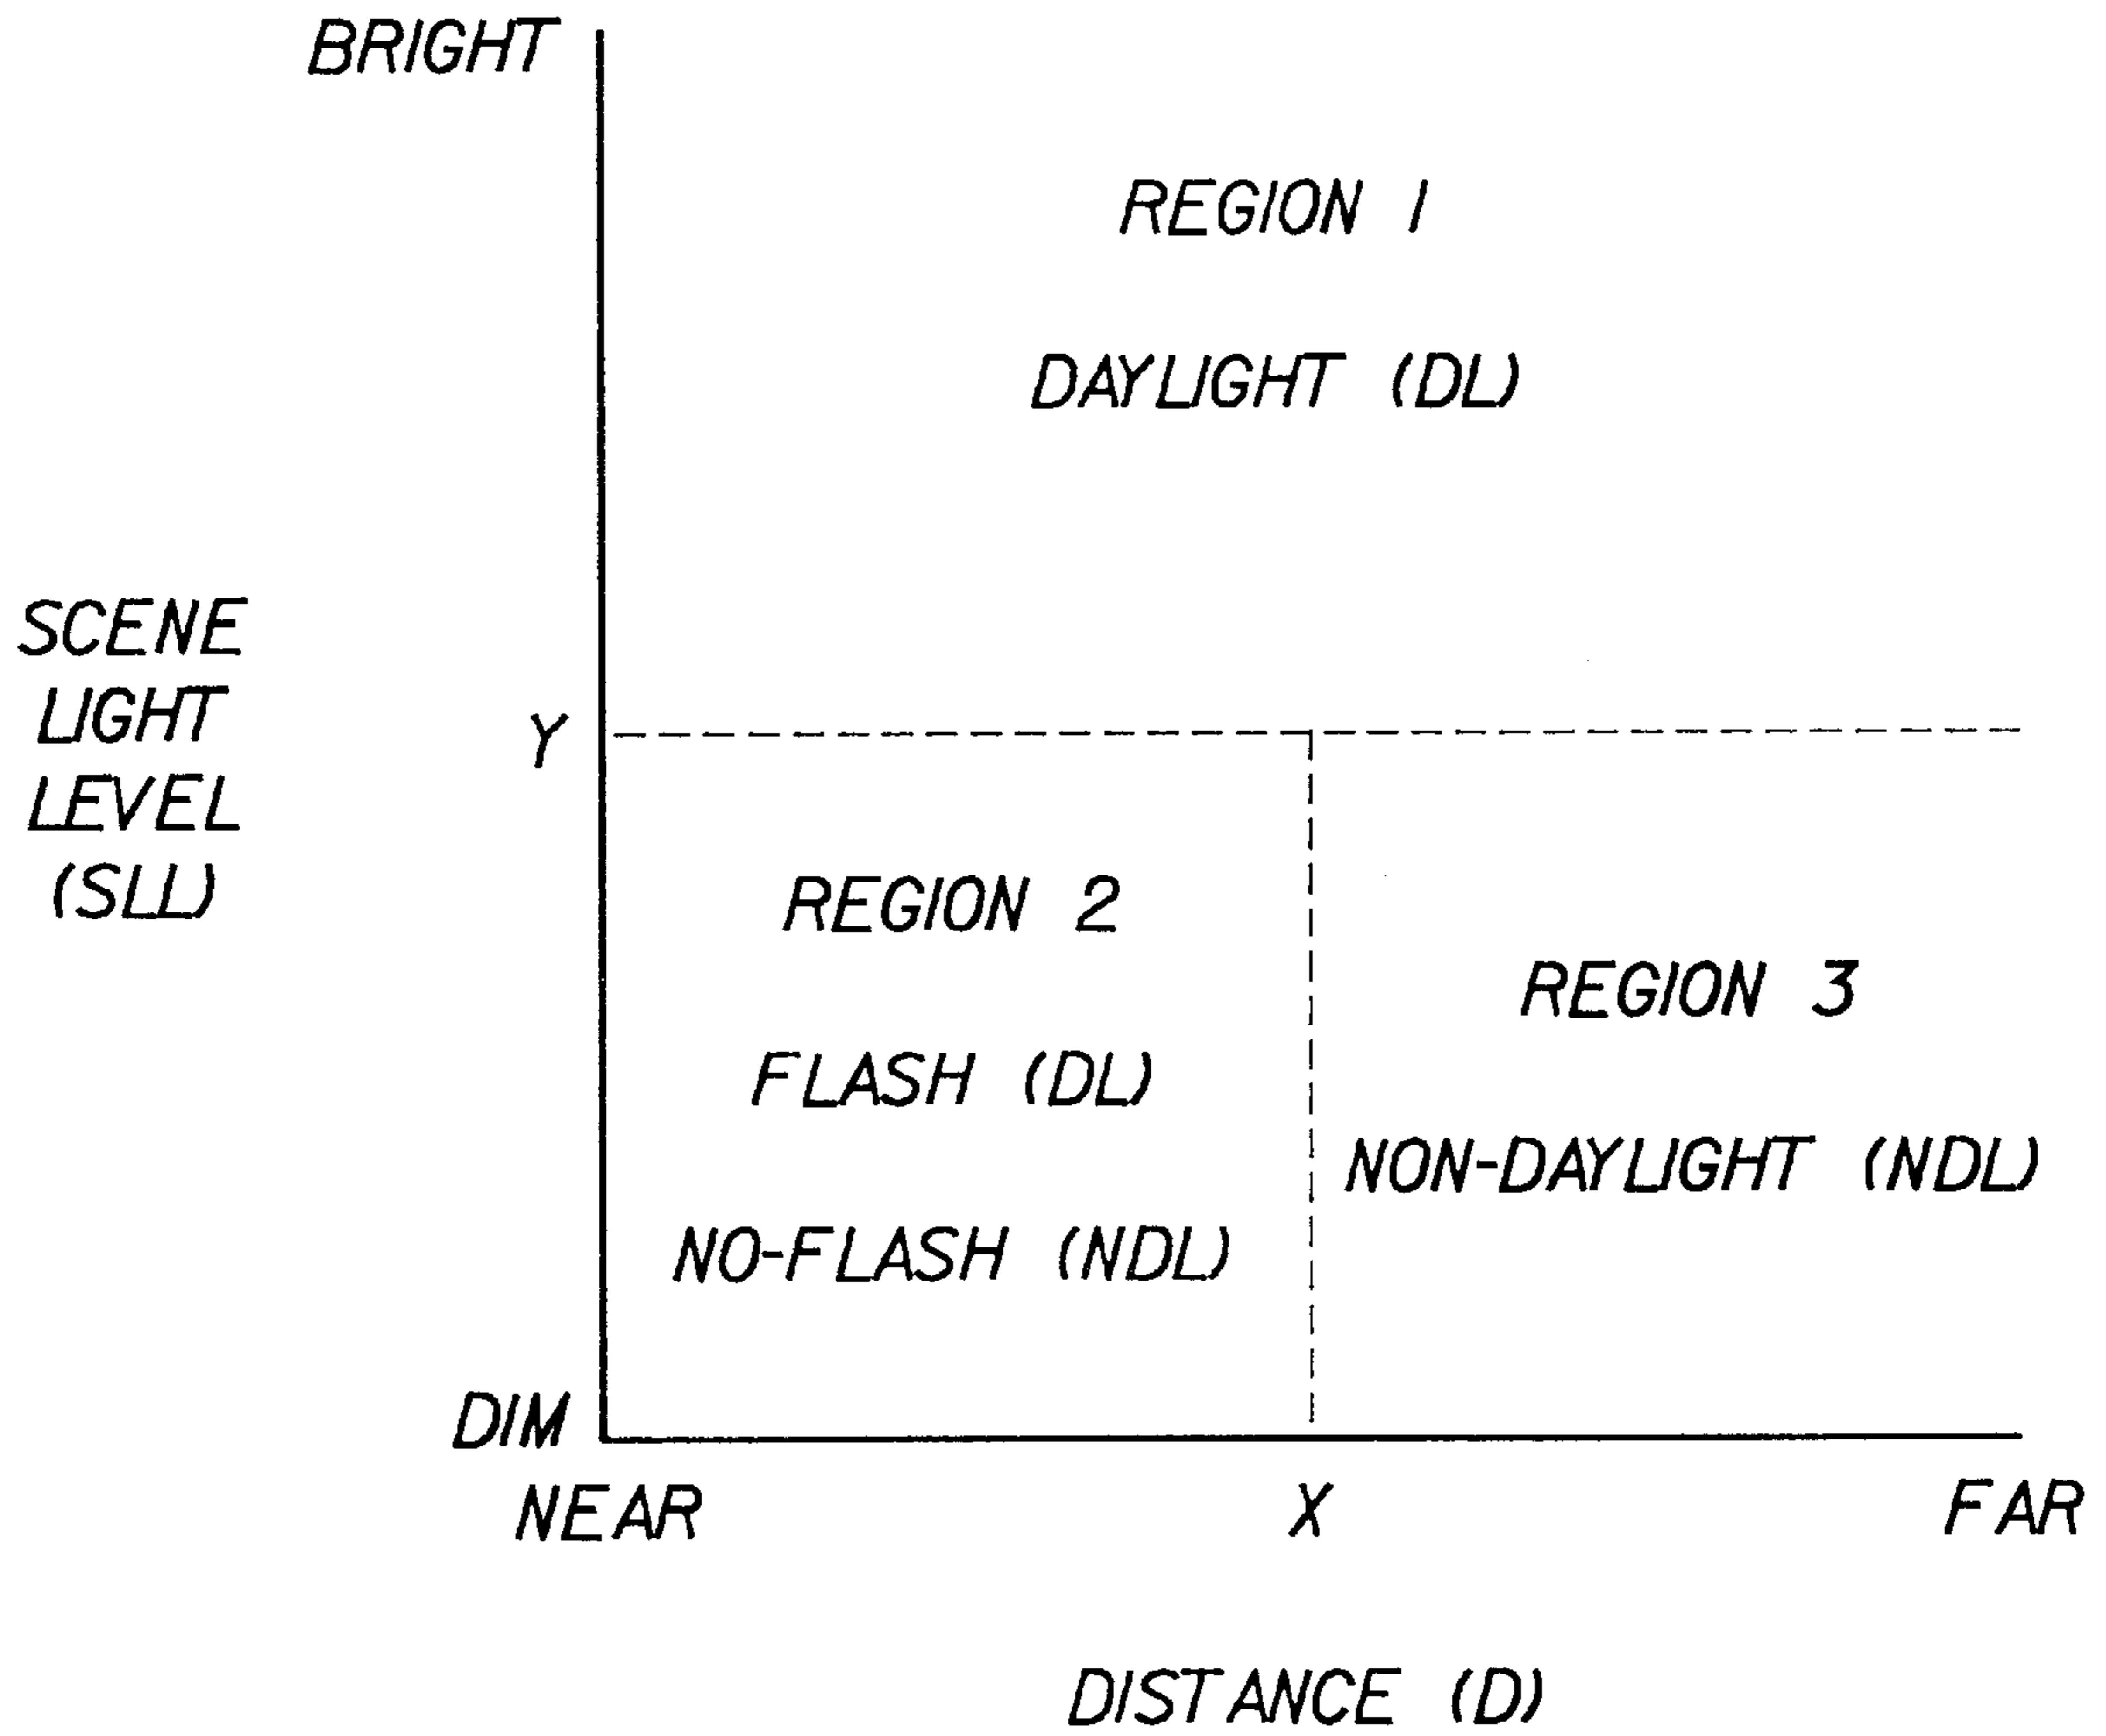 BRIGHT
REGION 1
DAYLIGHT (DL)
SCENE
LIGHT
LEVEL
(SLL)
Y
REGION 2
FLASH (DL)
NO-FLASH (NDL)
REGION 3
NON-DAYLIGHT (NDL)
DIM
NEAR
X
FAR
DISTANCE (D)